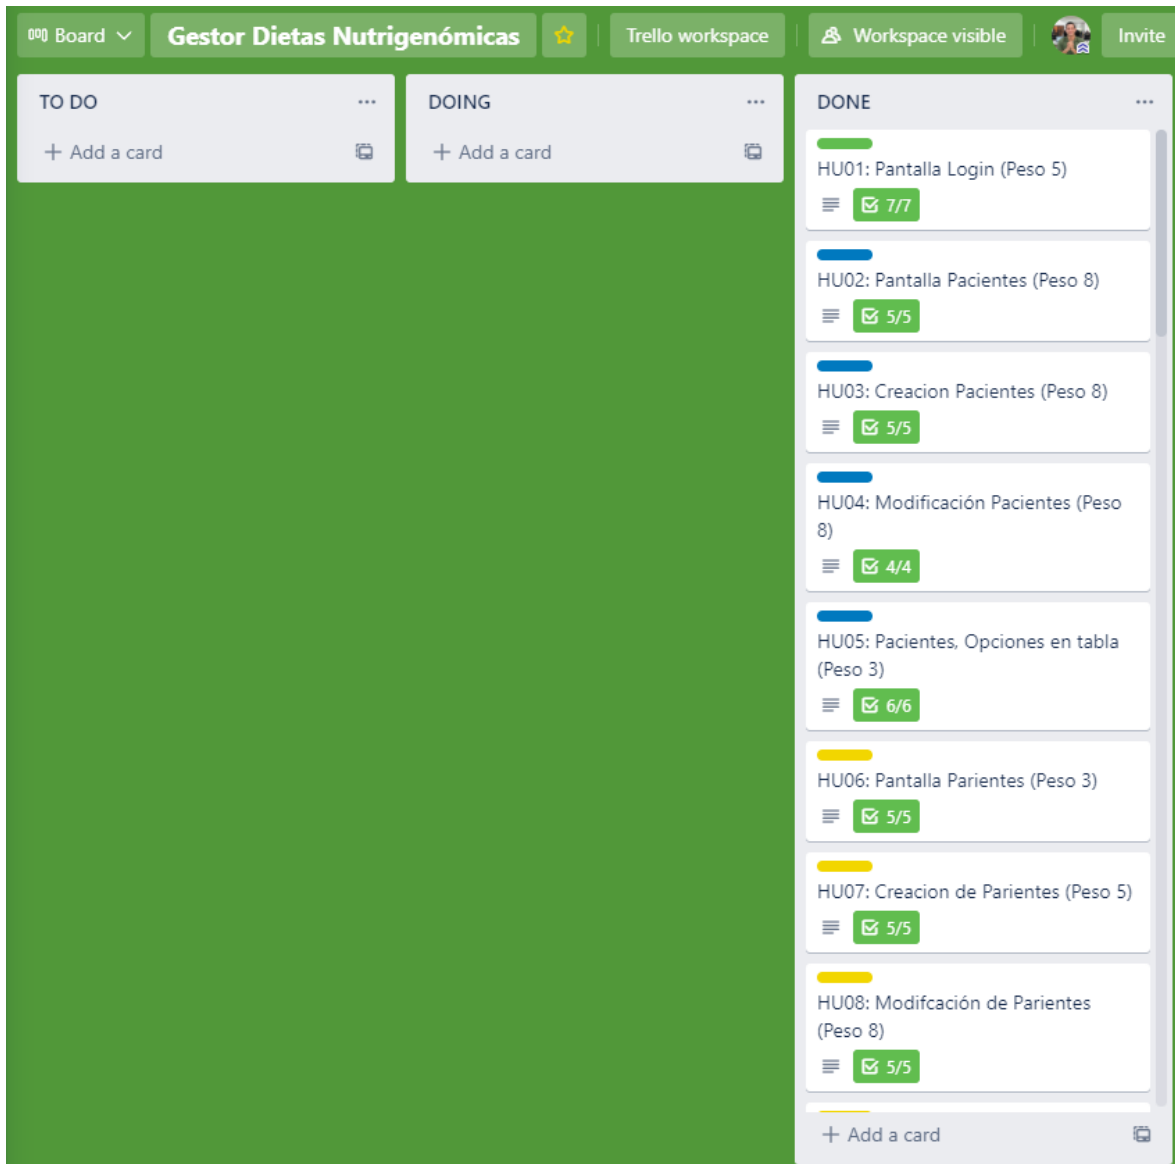 Board
Gestor Dietas Nutrigenómicas
Trello workspace
Workspace visible
Invite
TO DO
Add a card
DOING
Add a card
DONE
HU01: Pantalla Login (Peso 5)
7/7
HU02: Pantalla Pacientes (Peso 8)
5/5
HU03: Creacion Pacientes (Peso 8)
5/5
HU04: Modificación Pacientes (Peso
8)
4/4
HU05: Pacientes, Opciones en tabla
(Peso 3)
6/6
HU06: Pantalla Parientes (Peso 3)
5/5
HU07: Creacion de Parientes (Peso 5)
5/5
HU08: Modifcación de Parientes
(Peso 8)
5/5
Add a card